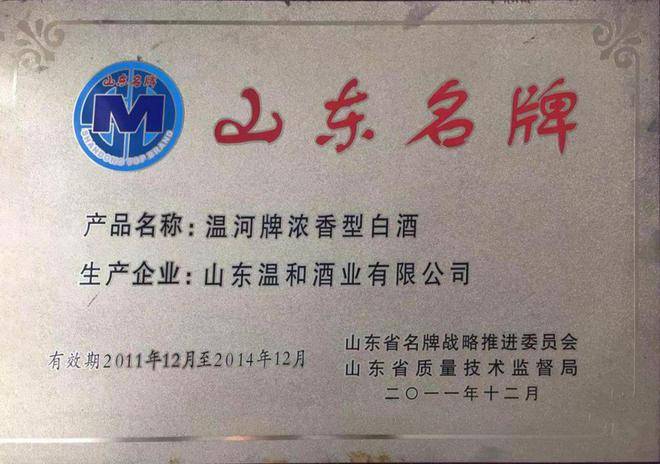 山东名牌
SHANDONG TOP BRAND
M
山东名牌
产品名称：温河牌浓香型白酒
生产企业：山东温和酒业有限公司
有效期2011年12月至2014年12月
山东省名牌战略推进委员会
山东省质量技术监督局
二〇一一年十二月